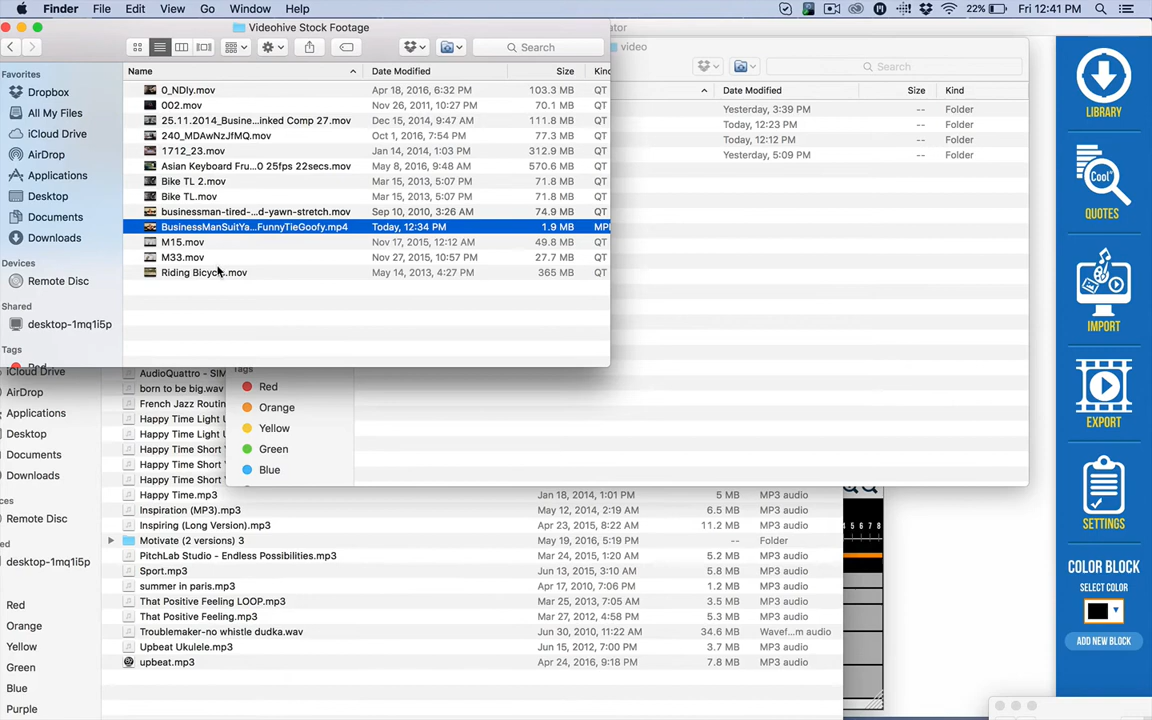 Finder File Edit View Go Window Help 22% Fri 12:41 PM
Videohive Stock Footage
ator
video
Search
Search
Favorites
Dropbox
All My Files
iCloud Drive
AirDrop
Applications
Desktop
Documents
Downloads
Devices
Remote Disc
Shared
desktop-1mq1i5p
Tags
Red
Name Date Modified Size Kind
0_NDIy.mov Apr 18, 2016, 6:32 PM 103.3 MB QT
002.mov Nov 26, 2011, 10:27 PM 70.1 MB QT
25.11.2014_Busine...inked Comp 27.mov Dec 15, 2014, 9:47 AM 111.8 MB QT
240_MDAwNzJfMQ.mov Oct 1, 2016, 7:54 PM 77.3 MB QT
1712_23.mov Jan 14, 2014, 1:03 PM 312.9 MB QT
Asian Keyboard Fru...0 25fps 22secs.mov May 8, 2016, 9:48 AM 570.6 MB QT
Bike TL 2.mov Mar 15, 2013, 5:07 PM 71.8 MB QT
Bike TL.mov Mar 15, 2013, 5:07 PM 71.8 MB QT
businessman-tired-...d-yawn-stretch.mov Sep 10, 2010, 3:26 AM 74.9 MB QT
BusinessManSuitYa...FunnyTieGoofy.mp4 Today, 12:34 PM 1.9 MB MP
M15.mov Nov 17, 2015, 12:12 AM 49.8 MB QT
M33.mov Nov 27, 2015, 10:57 PM 27.7 MB QT
Riding Bicyc .mov May 14, 2013, 4:27 PM 365 MB QT
Date Modified Size Kind
Yesterday, 3:39 PM -- Folder
Today, 12:23 PM -- Folder
Today, 12:12 PM -- Folder
Yesterday, 5:09 PM -- Folder
Tags
Red
Orange
Yellow
Green
Blue
iCloud Drive
AirDrop
Applications
Desktop
Documents
Downloads
ces
Remote Disc
ed
desktop-1mq1i5p
Red
Orange
Yellow
Green
Blue
Purple
AudioQuattro - SIM
born to be big.wav
French Jazz Routin
Happy Time Light
Happy Time Light
Happy Time Short
Happy Time Short
Happy Time Short
Happy Time.mp3 Jan 18, 2014, 1:01 PM 5 MB MP3 audio
Inspiration (MP3).mp3 May 12, 2014, 2:19 AM 6.5 MB MP3 audio
Inspiring (Long Version).mp3 Apr 23, 2015, 8:22 AM 11.2 MB MP3 audio
Motivate (2 versions) 3 May 19, 2016, 5:19 PM -- Folder
PitchLab Studio - Endless Possibilities.mp3 Mar 24, 2015, 1:20 AM 5.2 MB MP3 audio
Sport.mp3 Jun 13, 2015, 3:10 AM 5.8 MB MP3 audio
summer in paris.mp3 Apr 17, 2010, 7:06 PM 1.2 MB MP3 audio
That Positive Feeling LOOP.mp3 Mar 25, 2013, 7:05 AM 3.5 MB MP3 audio
That Positive Feeling.mp3 Mar 27, 2012, 4:58 PM 5.3 MB MP3 audio
Troublemaker-no whistle dudka.wav Jun 30, 2010, 11:22 AM 34.6 MB Wavef...m audio
Upbeat Ukulele.mp3 Jun 15, 2012, 7:00 PM 3.7 MB MP3 audio
upbeat.mp3 Apr 24, 2016, 9:18 PM 7.8 MB MP3 audio
4 5 6 7 8
LIBRARY
Cool
QUOTES
IMPORT
EXPORT
SETTINGS
COLOR BLOCK
SELECT COLOR
ADD NEW BLOCK